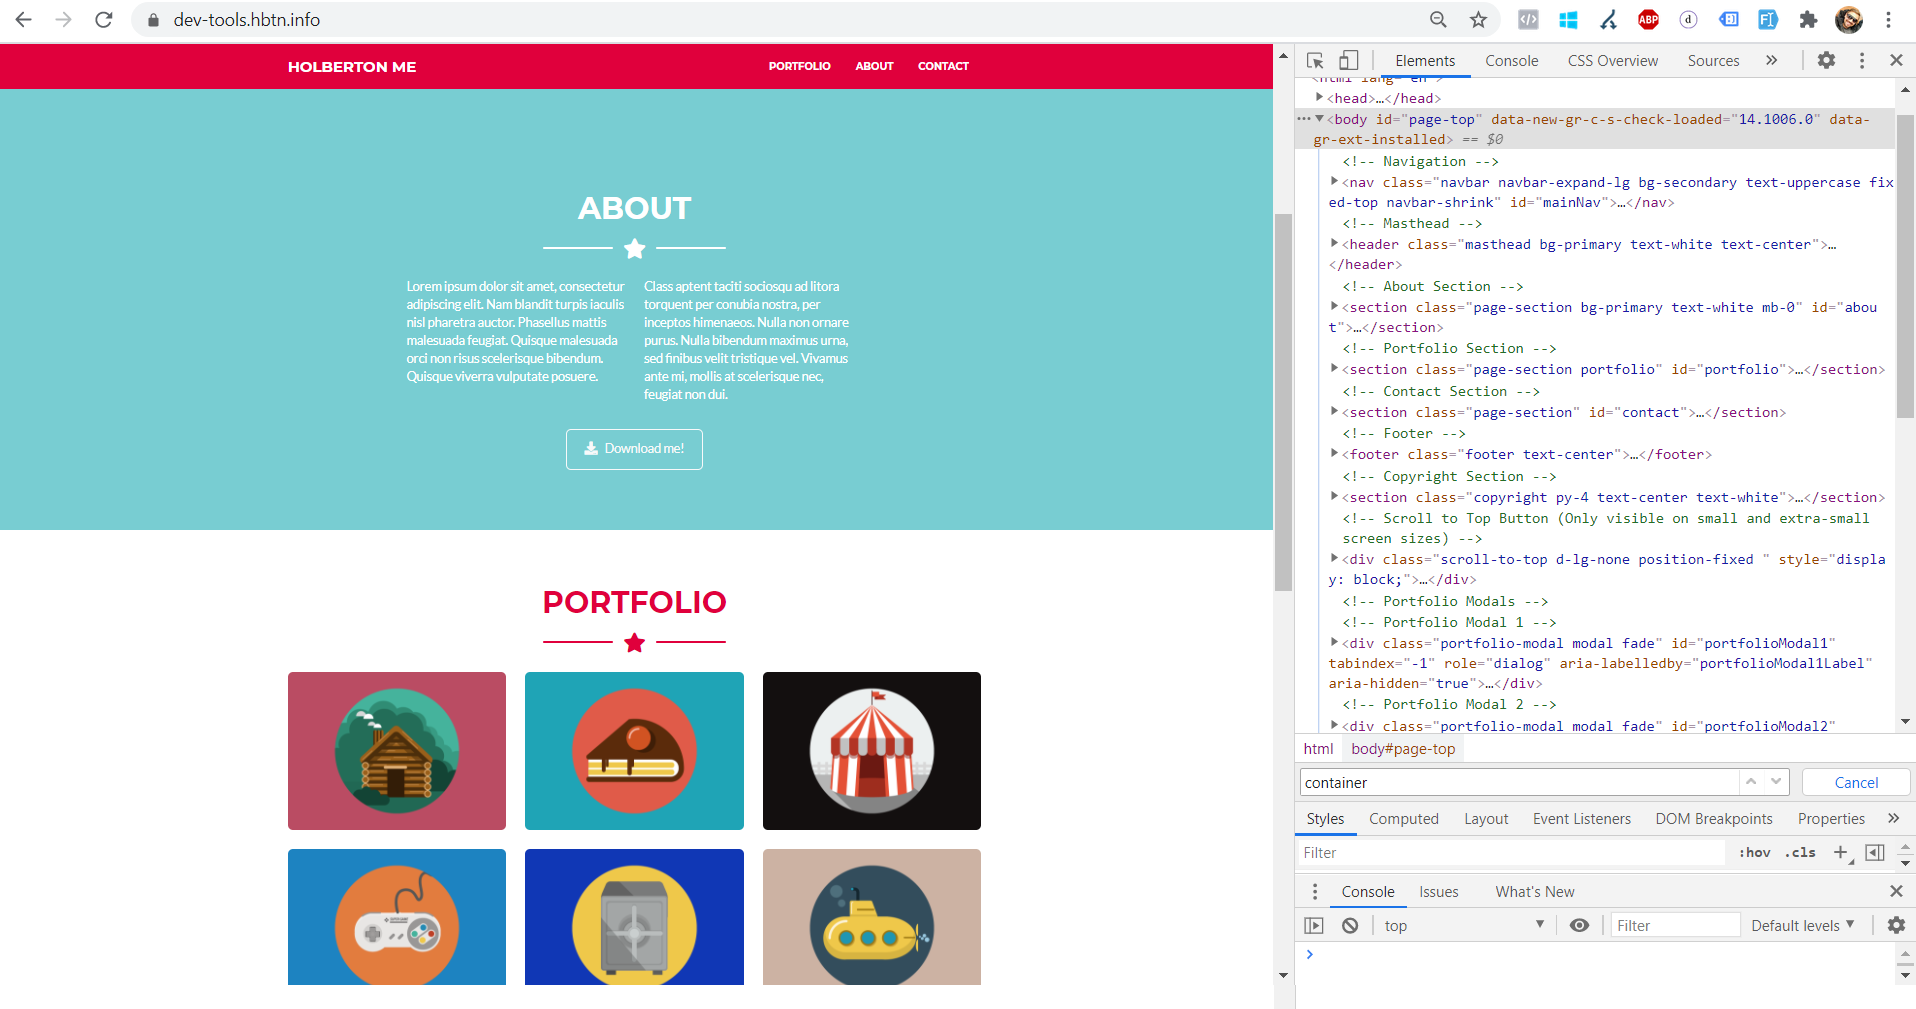 dev-tools.hbtn.info
ABP
d
HOLBERTON ME
PORTFOLIO
ABOUT
CONTACT
ABOUT
Lorem ipsum dolor sit amet, consectetur
adipiscing elit. Nam blandit turpis iaculis
nisl pharetra auctor. Phasellus mattis
malesuada feugiat. Quisque malesuada
orci non risus scelerisque bibendum.
Quisque viverra vulputate posuere.
Class aptent taciti sociosqu ad litora
torquent per conubia nostra, per
inceptos himenaeos. Nulla non ornare
purus. Nulla bibendum maximus urna,
sed finibus velit tristique vel. Vivamus
ante mi, mollis at scelerisque nec,
feugiat non dui.
Download me!
PORTFOLIO
Elements
Console
CSS Overview
Sources
<html lang="en">
<head>…</head>
<body id="page-top" data-new-gr-c-s-check-loaded="14.1006.0" data-
gr-ext-installed> == $0
<!-- Navigation -->
<nav class="navbar navbar-expand-lg bg-secondary text-uppercase fix
ed-top navbar-shrink" id="mainNav">…</nav>
<!-- Masthead -->
<header class="masthead bg-primary text-white text-center">…
</header>
<!-- About Section -->
<section class="page-section bg-primary text-white mb-0" id="abou
t">…</section>
<!-- Portfolio Section -->
<section class="page-section portfolio" id="portfolio">…</section>
<!-- Contact Section -->
<section class="page-section" id="contact">…</section>
<!-- Footer -->
<footer class="footer text-center">…</footer>
<!-- Copyright Section -->
<section class="copyright py-4 text-center text-white">…</section>
<!-- Scroll to Top Button (Only visible on small and extra-small
screen sizes) -->
<div class="scroll-to-top d-lg-none position-fixed " style="displa
y: block;">…</div>
<!-- Portfolio Modals -->
<!-- Portfolio Modal 1 -->
<div class="portfolio-modal modal fade" id="portfolioModal1"
tabindex="-1" role="dialog" aria-labelledby="portfolioModal1Label"
aria-hidden="true">…</div>
<!-- Portfolio Modal 2 -->
<div class="portfolio-modal modal fade" id="portfolioModal2"
html
body#page-top
container
Cancel
Styles
Computed
Layout
Event Listeners
DOM Breakpoints
Properties
Filter
:hov
.cls
Console
Issues
What's New
top
Filter
Default levels